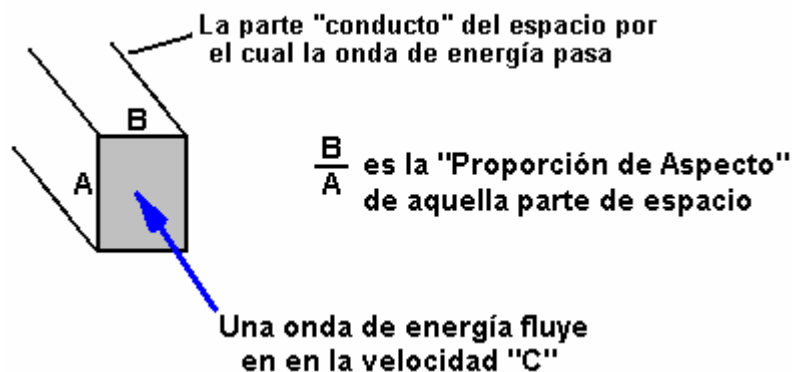 La parte "conducto" del espacio por
el cual la onda de energía pasa
B
A
B
A
es la "Proporción de Aspecto"
de aquella parte de espacio
Una onda de energía fluye
en en la velocidad "C"